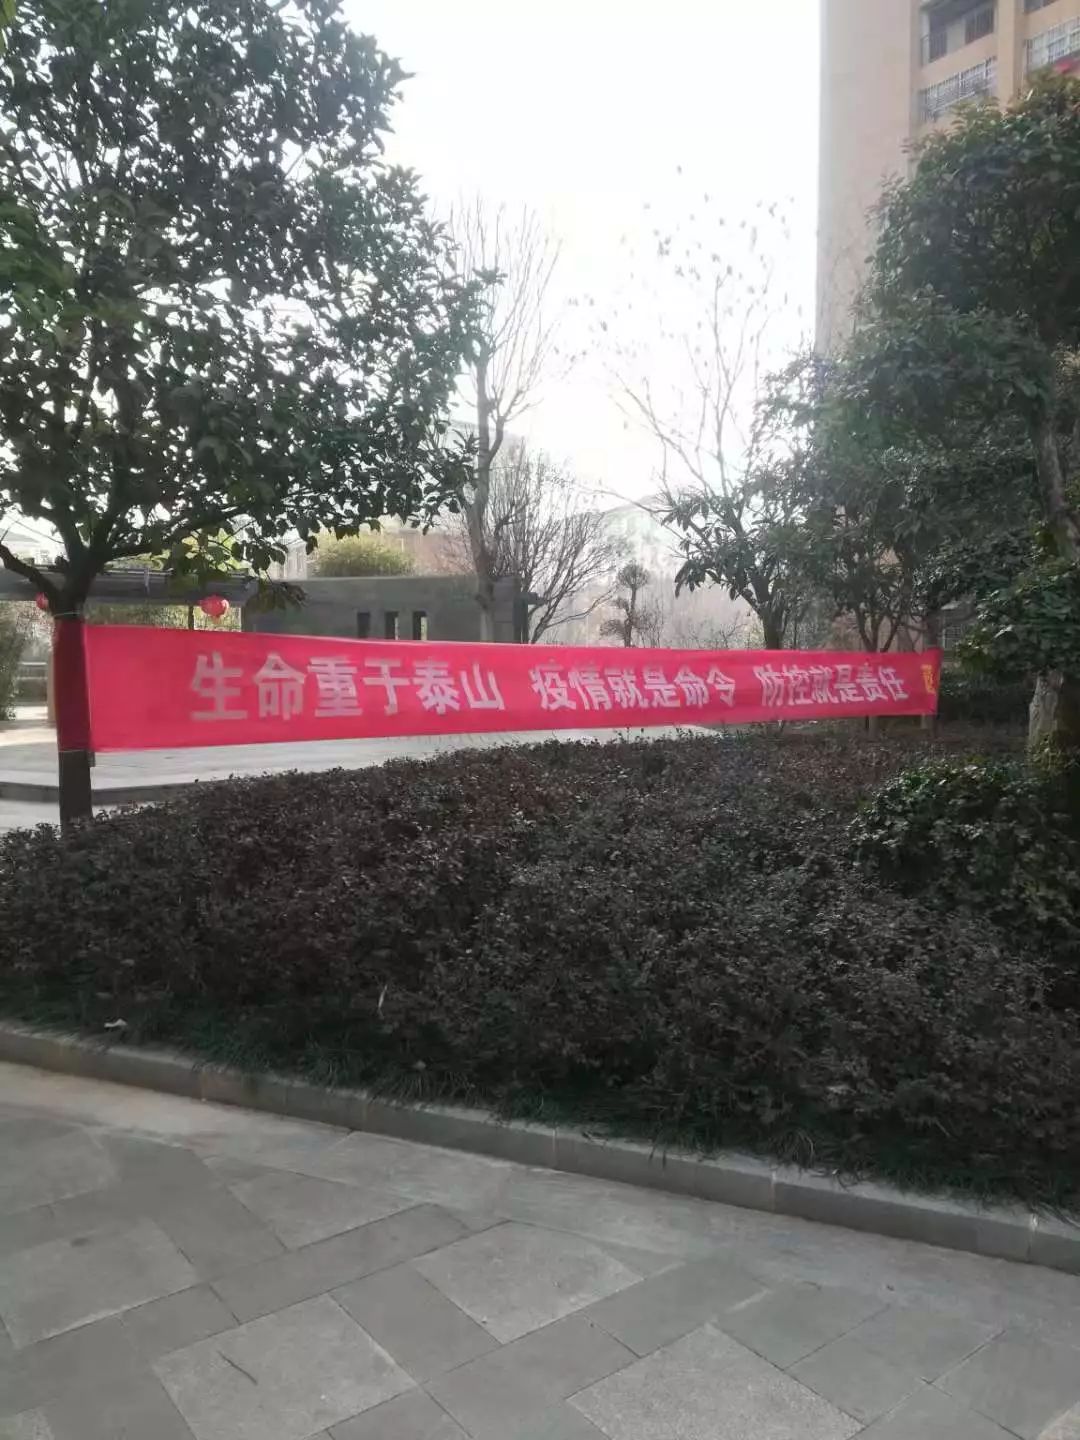 生命重于泰山 疫情就是命令 防控就是责任